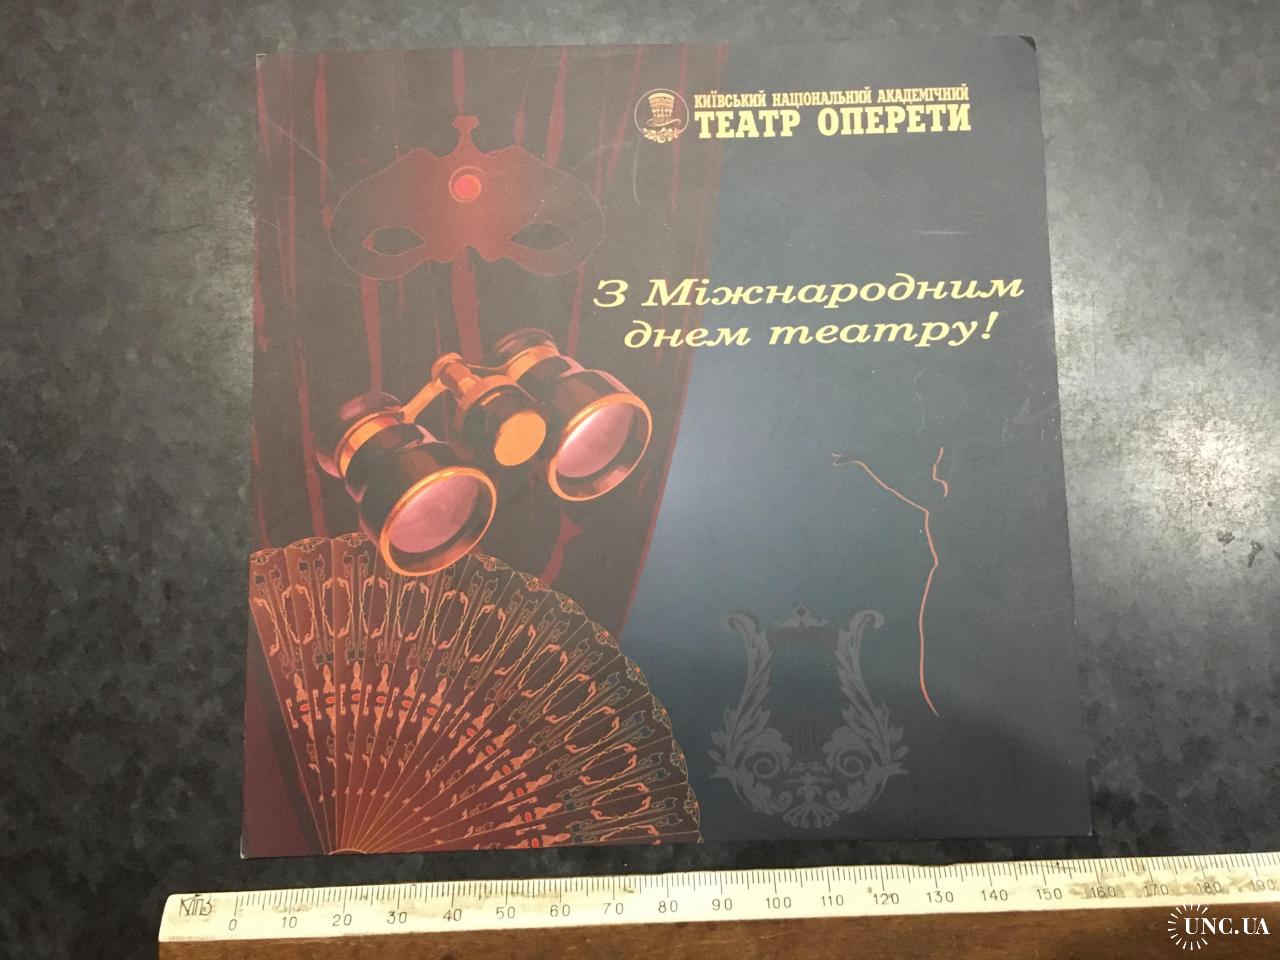 КИЇВСЬКИЙ НАЦІОНАЛЬНИЙ АКАДЕМІЧНИЙ
ТЕАТР ОПЕРЕТИ
ТЕАТР
З Міжнародним
днем театру!
0 10 20 30 40 50 60 70 80 90 100 110 120 130 140 150 160 170 180 190
UNC.UA